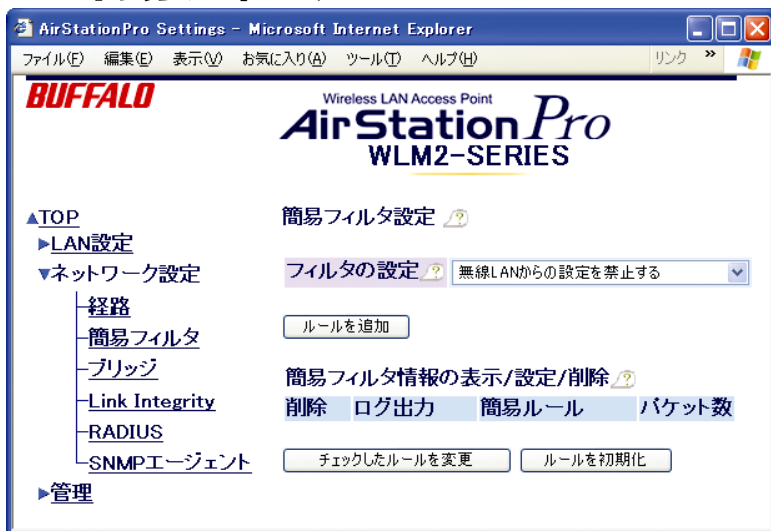 AirStationPro Settings - Microsoft Internet Explorer
ファイル(F) 編集(E) 表示(V) お気に入り(A) ツール(T) ヘルプ(H) リンク »
BUFFALO
Wireless LAN Access Point
AirStation Pro
WLM2-SERIES
▲TOP
▶LAN設定
▼ネットワーク設定
経路
簡易フィルタ
ブリッジ
Link Integrity
RADIUS
SNMPエージェント
▶管理
簡易フィルタ設定 ?
フィルタの設定 ? 無線LANからの設定を禁止する
ルールを追加
簡易フィルタ情報の表示/設定/削除 ?
削除 ログ出力 簡易ルール パケット数
チェックしたルールを変更 ルールを初期化